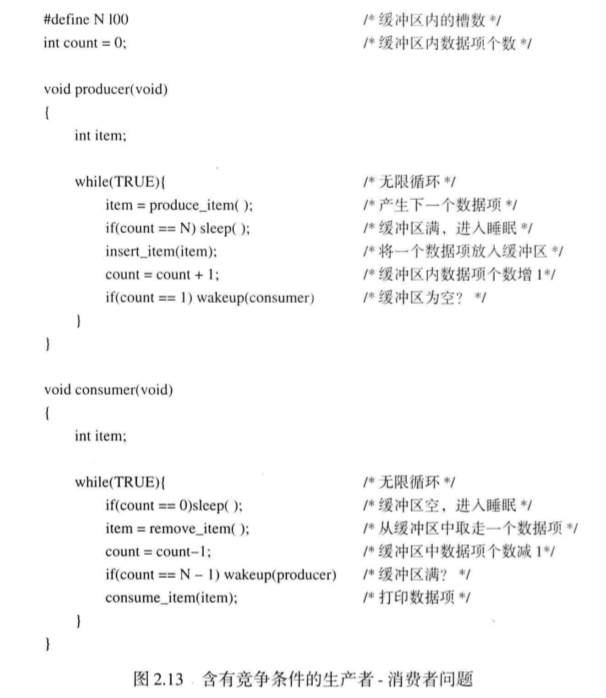 #define N 100 /* 缓冲区内的槽数 */
int count = 0; /* 缓冲区内数据项个数 */
void producer(void)
{
int item;
while(TRUE){ /* 无限循环 */
item = produce_item( ); /* 产生下一个数据项 */
if(count == N) sleep( ); /* 缓冲区满，进入睡眠 */
insert_item(item); /* 将一个数据项放入缓冲区 */
count = count + 1; /* 缓冲区内数据项个数增 1*/
if(count == 1) wakeup(consumer) /* 缓冲区为空？ */
}
}
void consumer(void)
{
int item;
while(TRUE){ /* 无限循环 */
if(count == 0)sleep( ); /* 缓冲区空，进入睡眠 */
item = remove_item( ); /* 从缓冲区中取走一个数据项 */
count = count–1; /* 缓冲区中数据项个数减 1*/
if(count == N – 1) wakeup(producer) /* 缓冲区满？ */
consume_item(item); /* 打印数据项 */
}
}
图 2.13 含有竞争条件的生产者 - 消费者问题